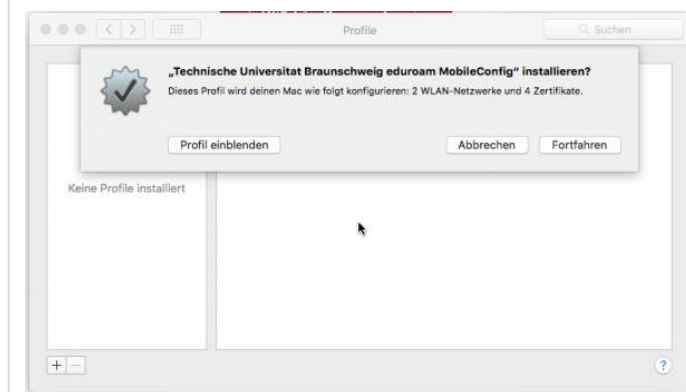 Profile
Suchen
„Technische Universitat Braunschweig eduroam MobileConfig“ installieren?
Dieses Profil wird deinen Mac wie folgt konfigurieren: 2 WLAN-Netzwerke und 4 Zertifikate.
Profil einblenden
Abbrechen
Fortfahren
Keine Profile installiert
+ −
?